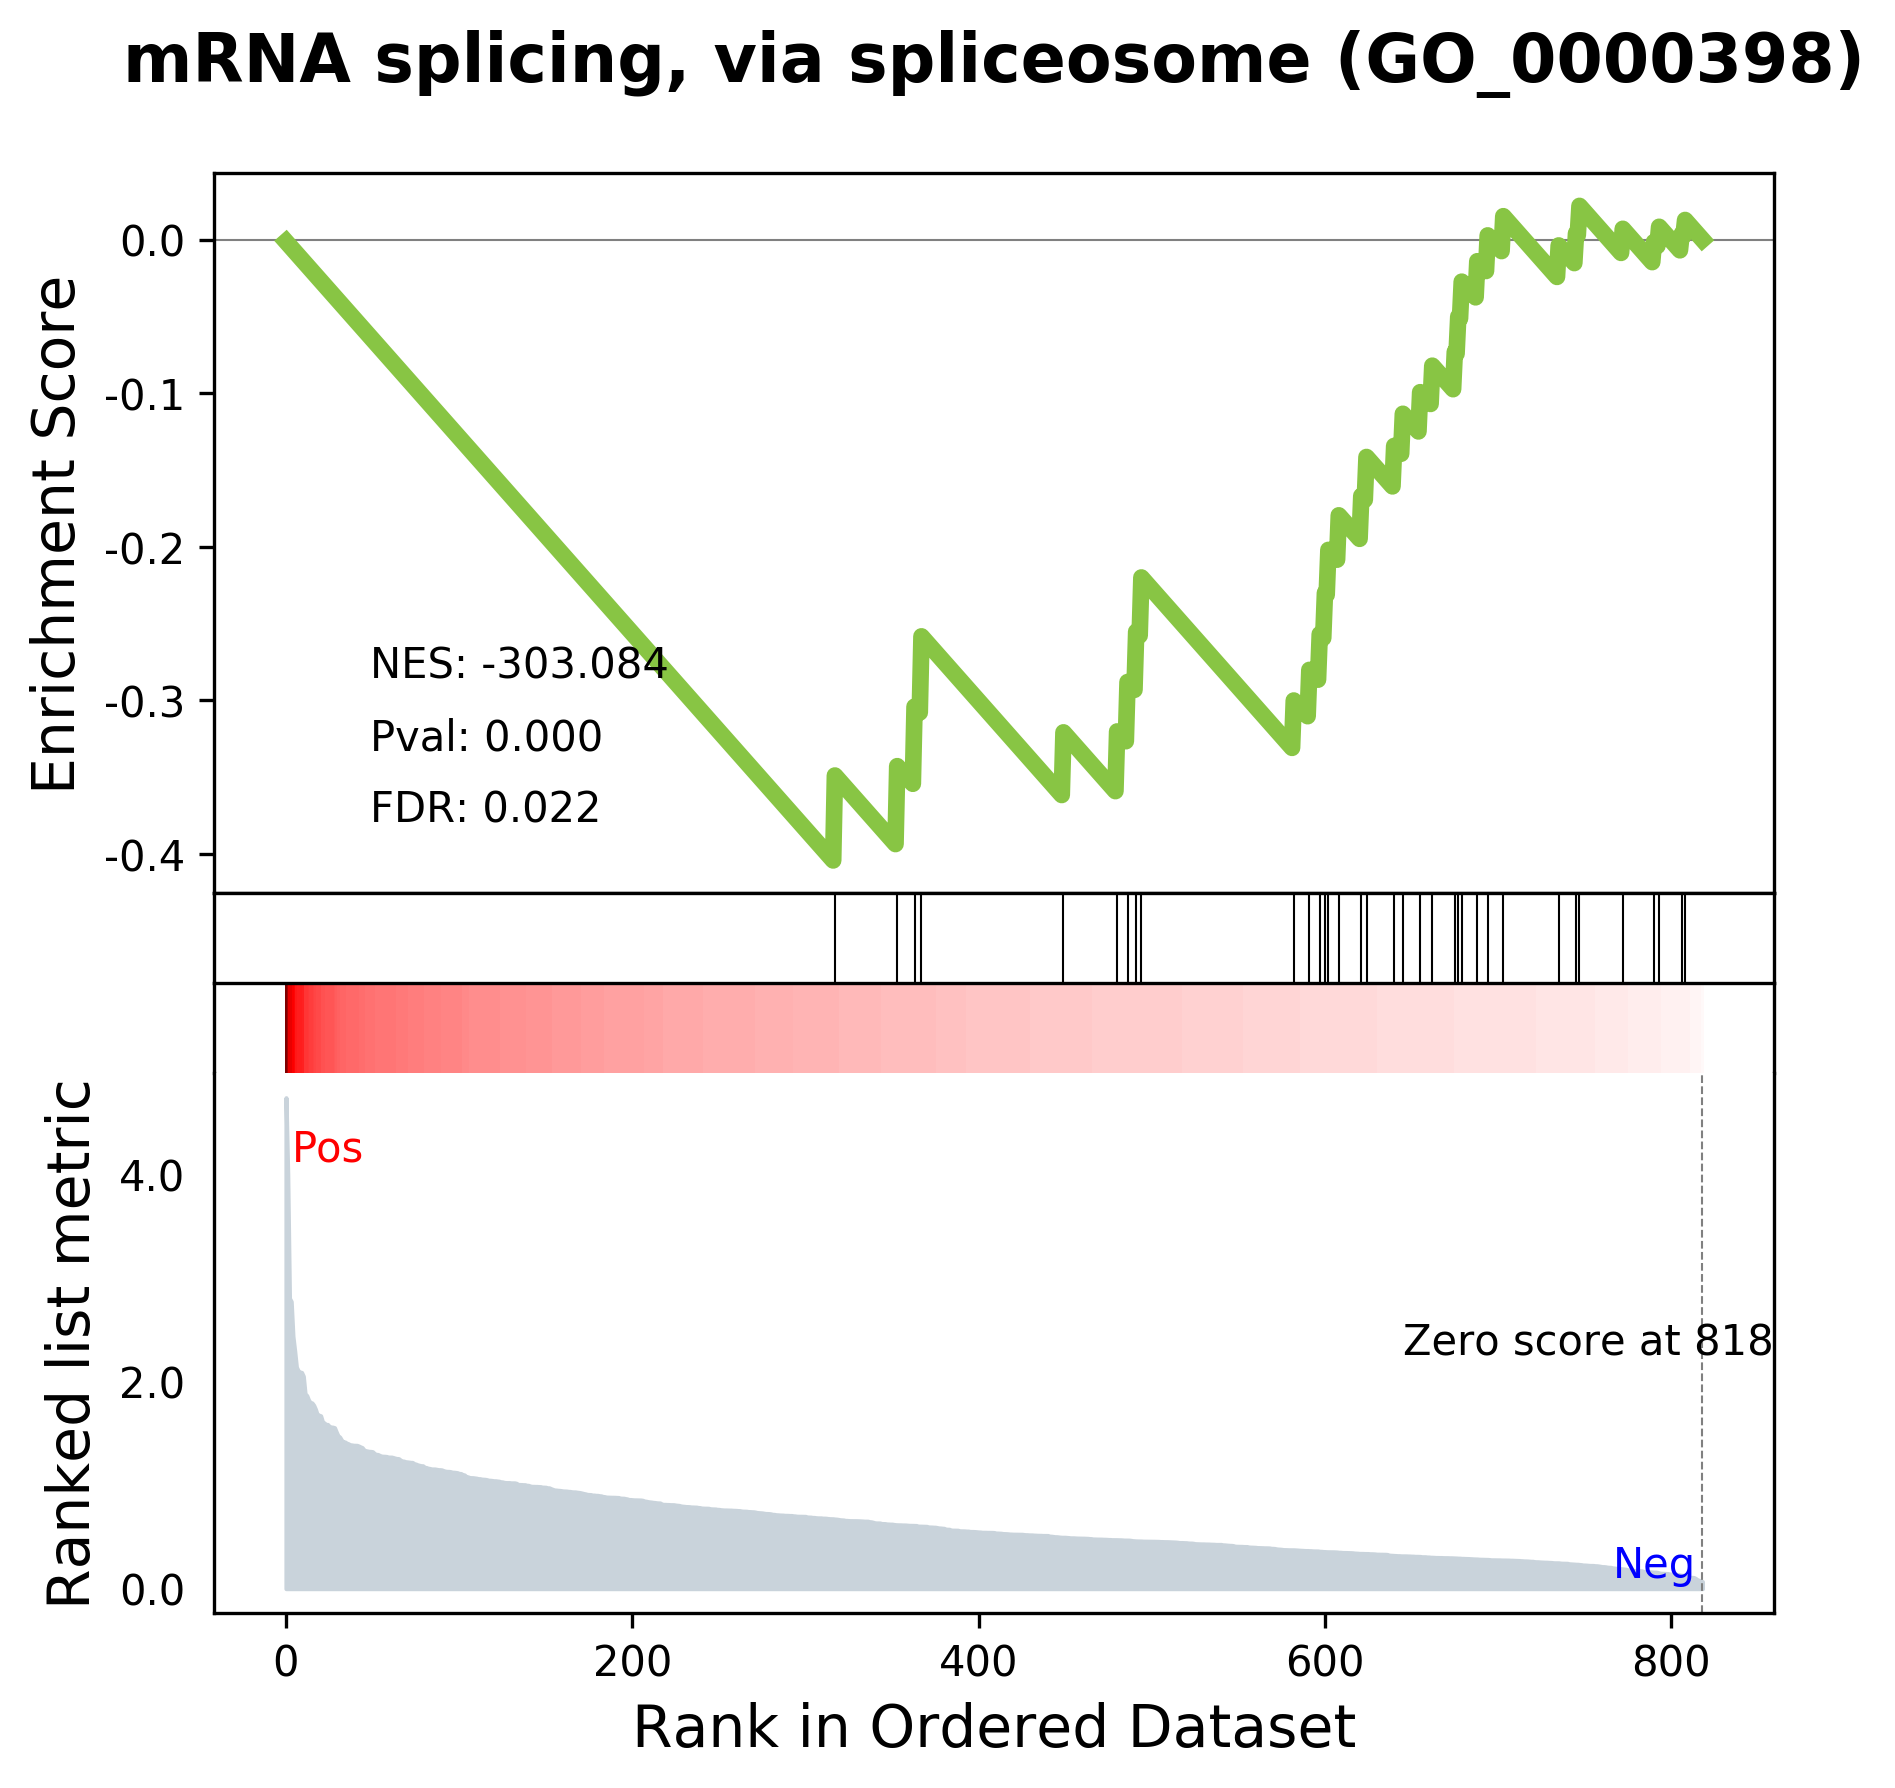 mRNA splicing, via spliceosome (GO_0000398)
Enrichment Score
0.0
-0.1
-0.2
-0.3
-0.4
NES: -303.084
Pval: 0.000
FDR: 0.022
Ranked list metric
4.0
2.0
0.0
Pos
Zero score at 818
Neg
0 200 400 600 800
Rank in Ordered Dataset